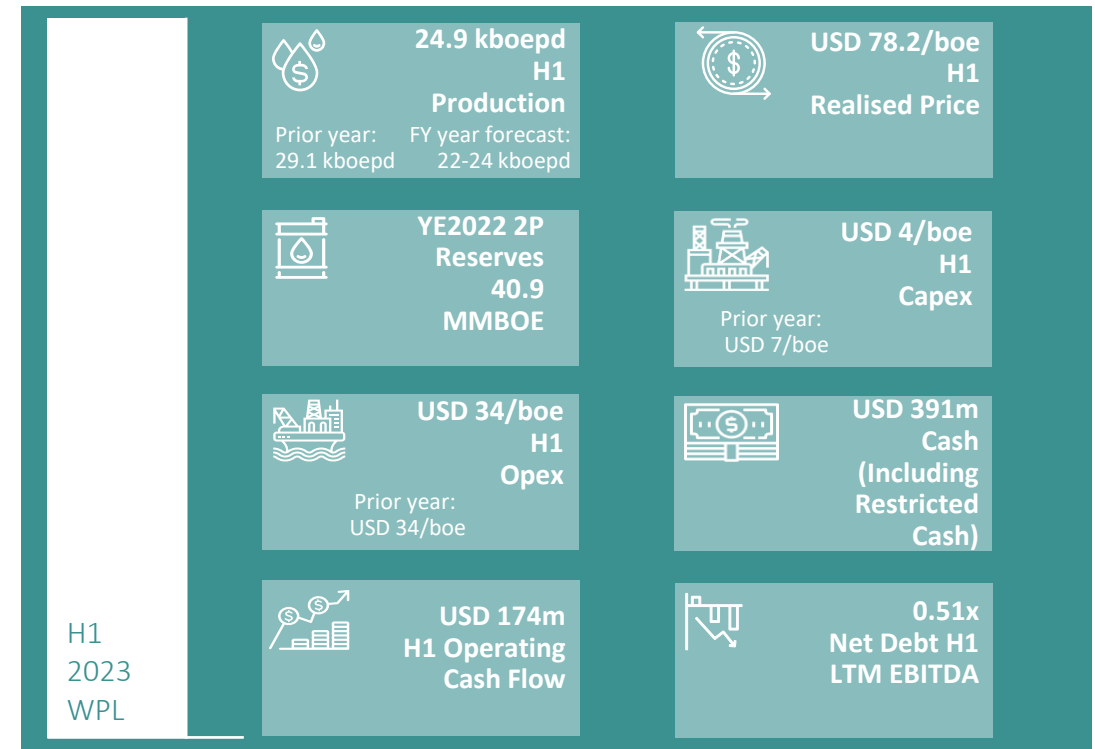 24.9 kboepd
H1
Production
Prior year:
29.1 kboepd
FY year forecast:
22-24 kboepd
USD 78.2/boe
H1
Realised Price
YE2022 2P
Reserves
40.9
MMBOE
USD 4/boe
H1
Capex
Prior year:
USD 7/boe
USD 34/boe
H1
Opex
Prior year:
USD 34/boe
USD 391m
Cash
(Including
Restricted
Cash)
USD 174m
H1 Operating
Cash Flow
0.51x
Net Debt H1
LTM EBITDA
H1
2023
WPL